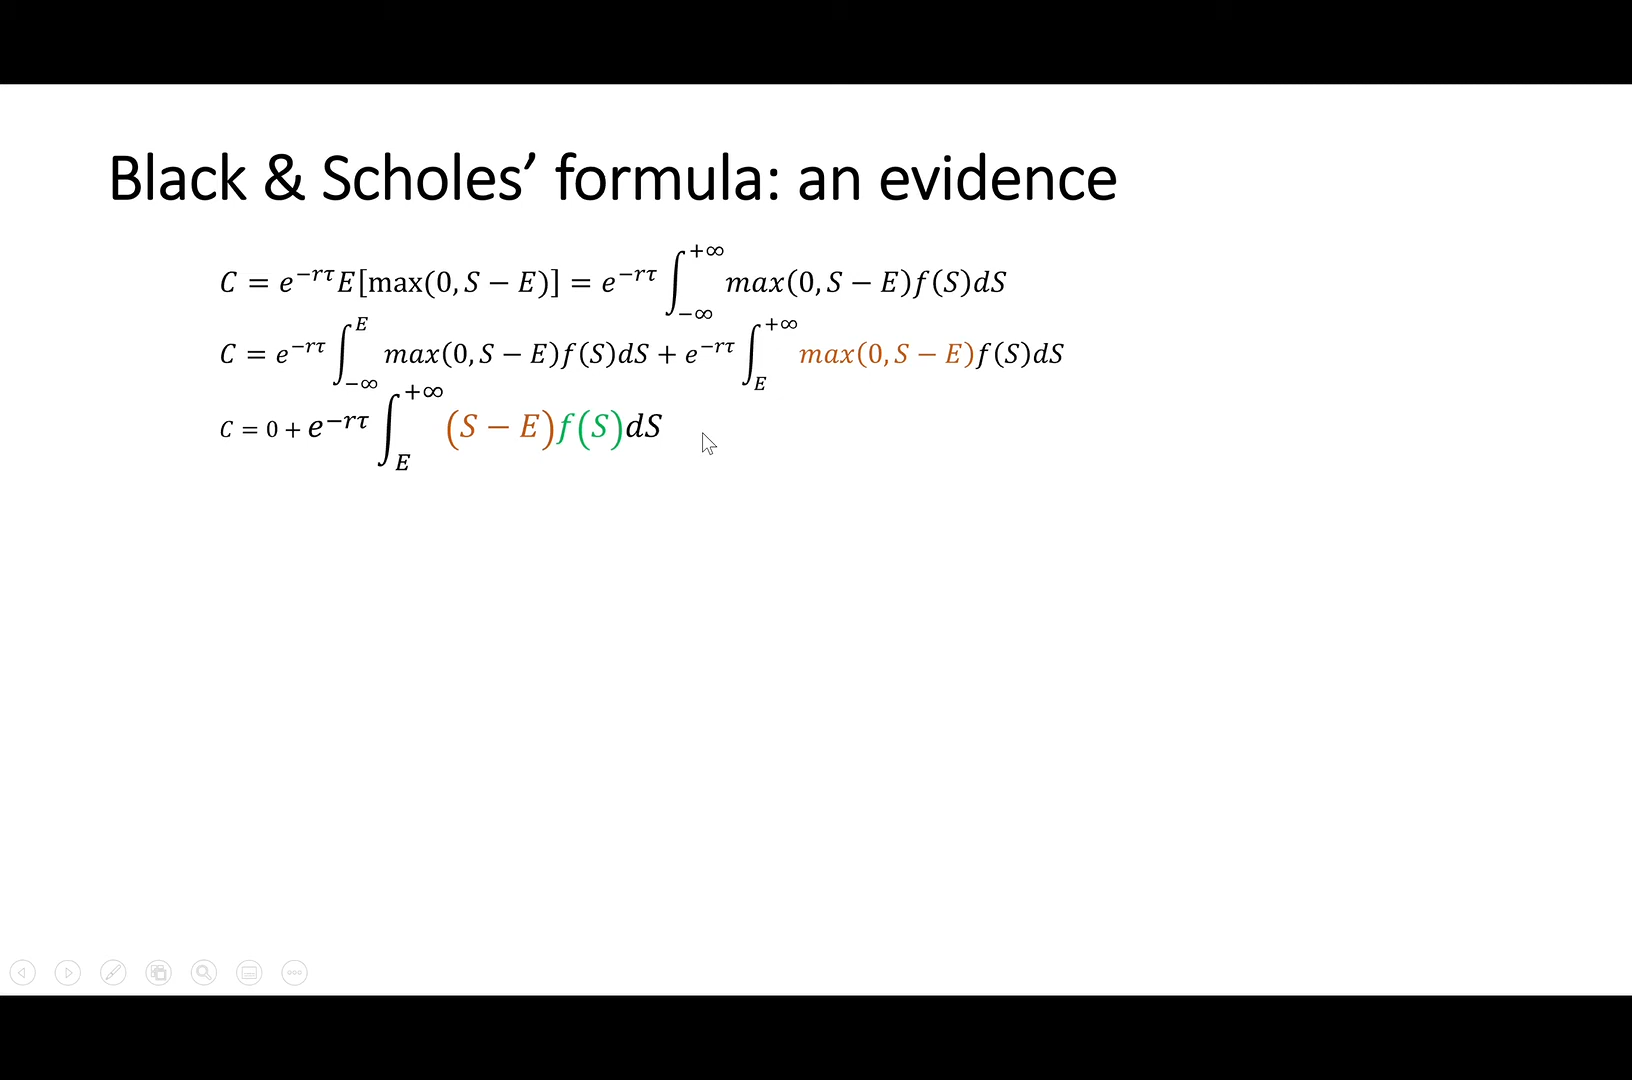 Black & Scholes’ formula: an evidence
C = e^{−rτ}E[max(0, S − E)] = e^{−rτ} ∫_{−∞}^{+∞} max(0, S − E)f(S)dS
C = e^{−rτ} ∫_{−∞}^{E} max(0, S − E)f(S)dS + e^{−rτ} ∫_{E}^{+∞} max(0, S − E)f(S)dS
C = 0 + e^{−rτ} ∫_{E}^{+∞} (S − E)f(S)dS